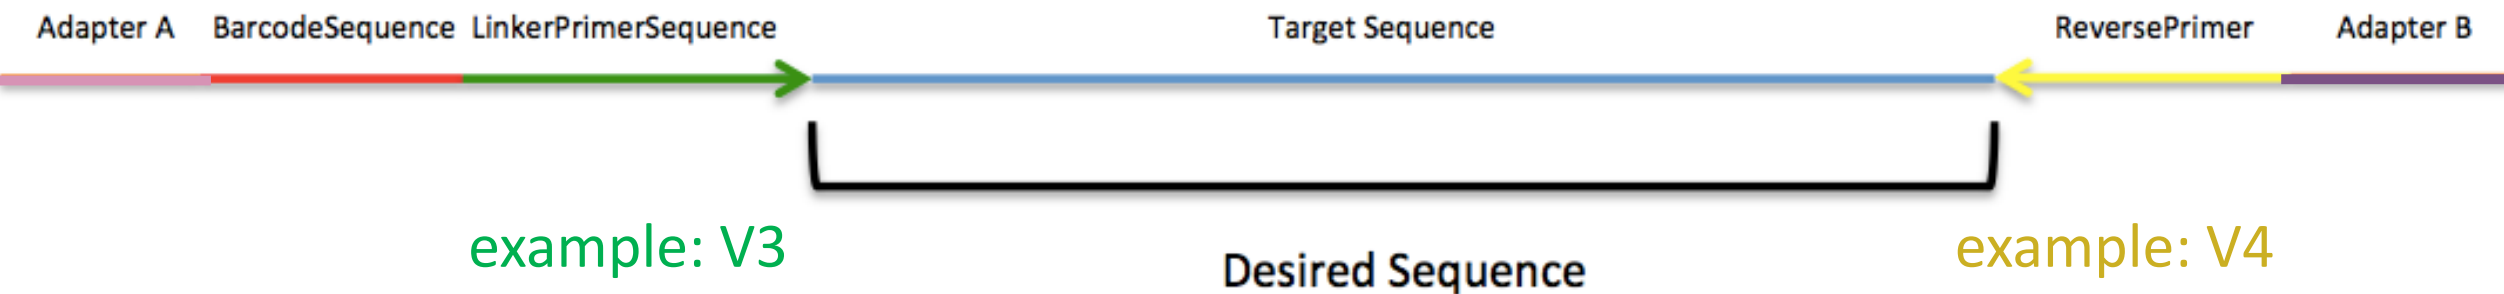 Adapter A BarcodeSequence LinkerPrimerSequence Target Sequence ReversePrimer Adapter B
example: V3
Desired Sequence
example: V4